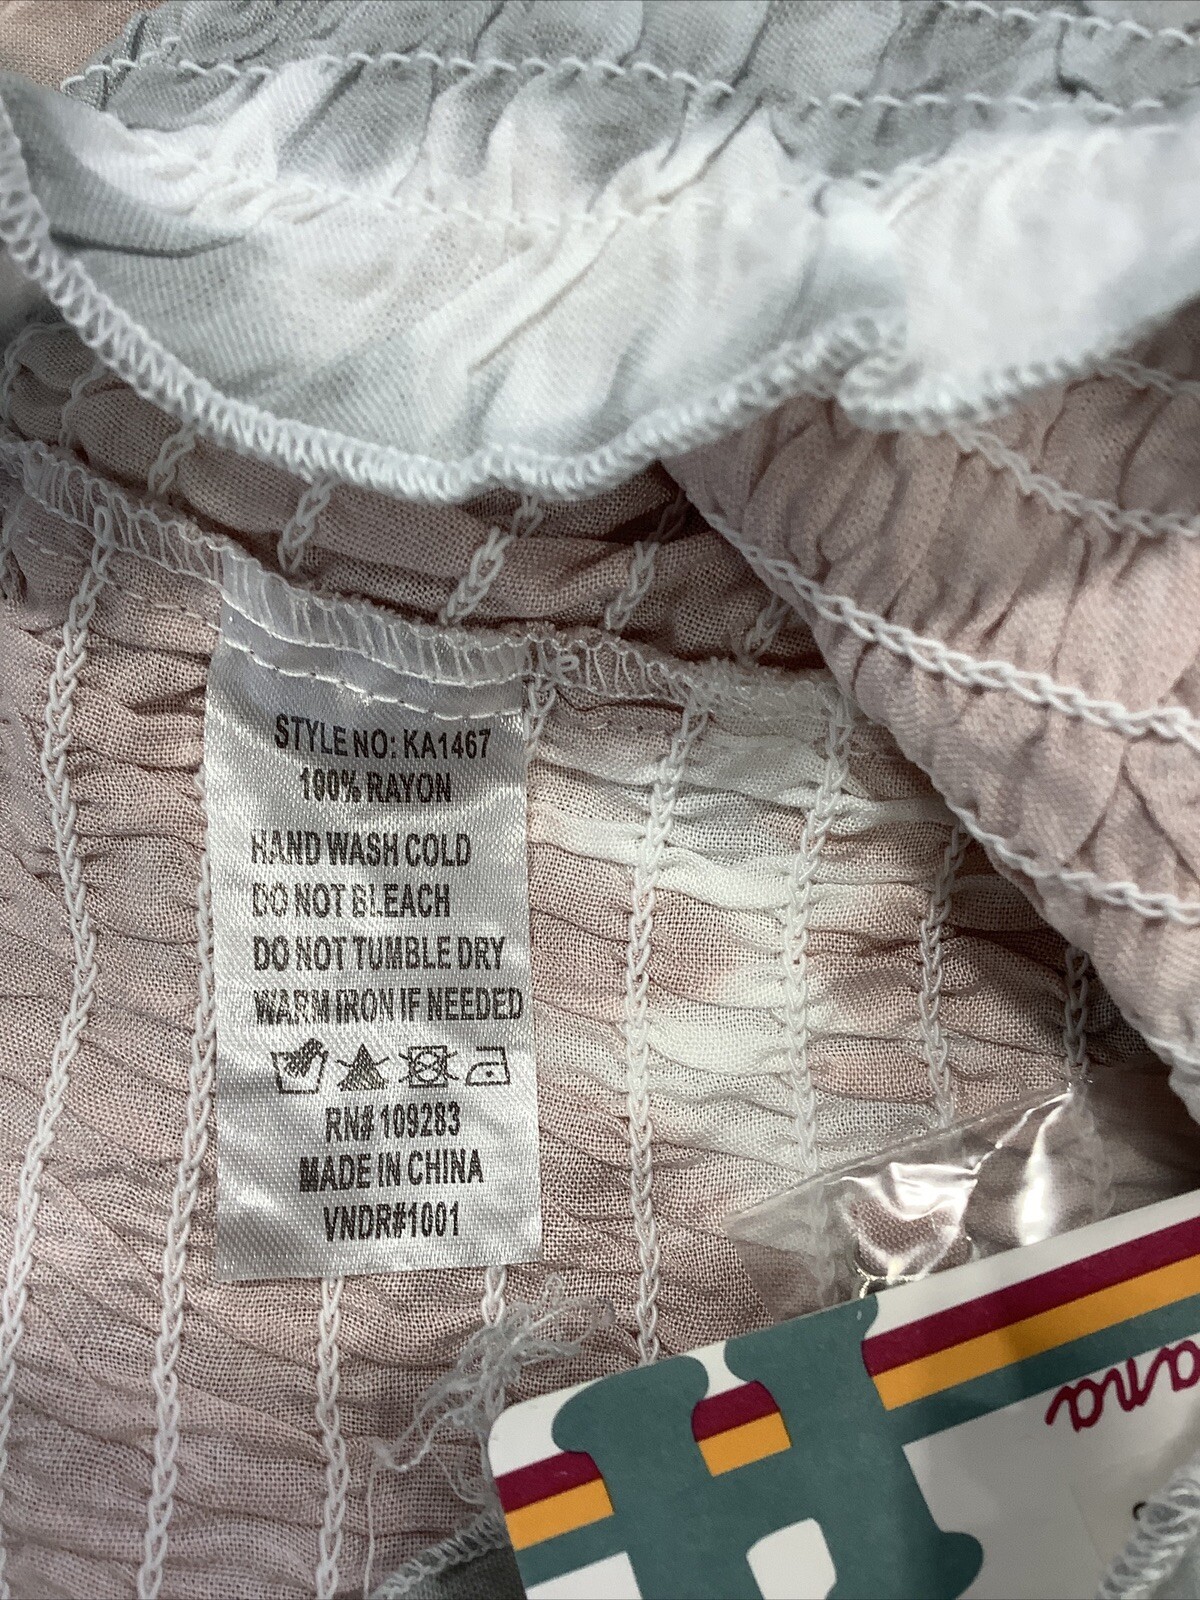 STYLE NO: KA1467
100% RAYON
HAND WASH COLD
DO NOT BLEACH
DO NOT TUMBLE DRY
WARM IRON IF NEEDED
RN# 109283
MADE IN CHINA
VNDR#1001